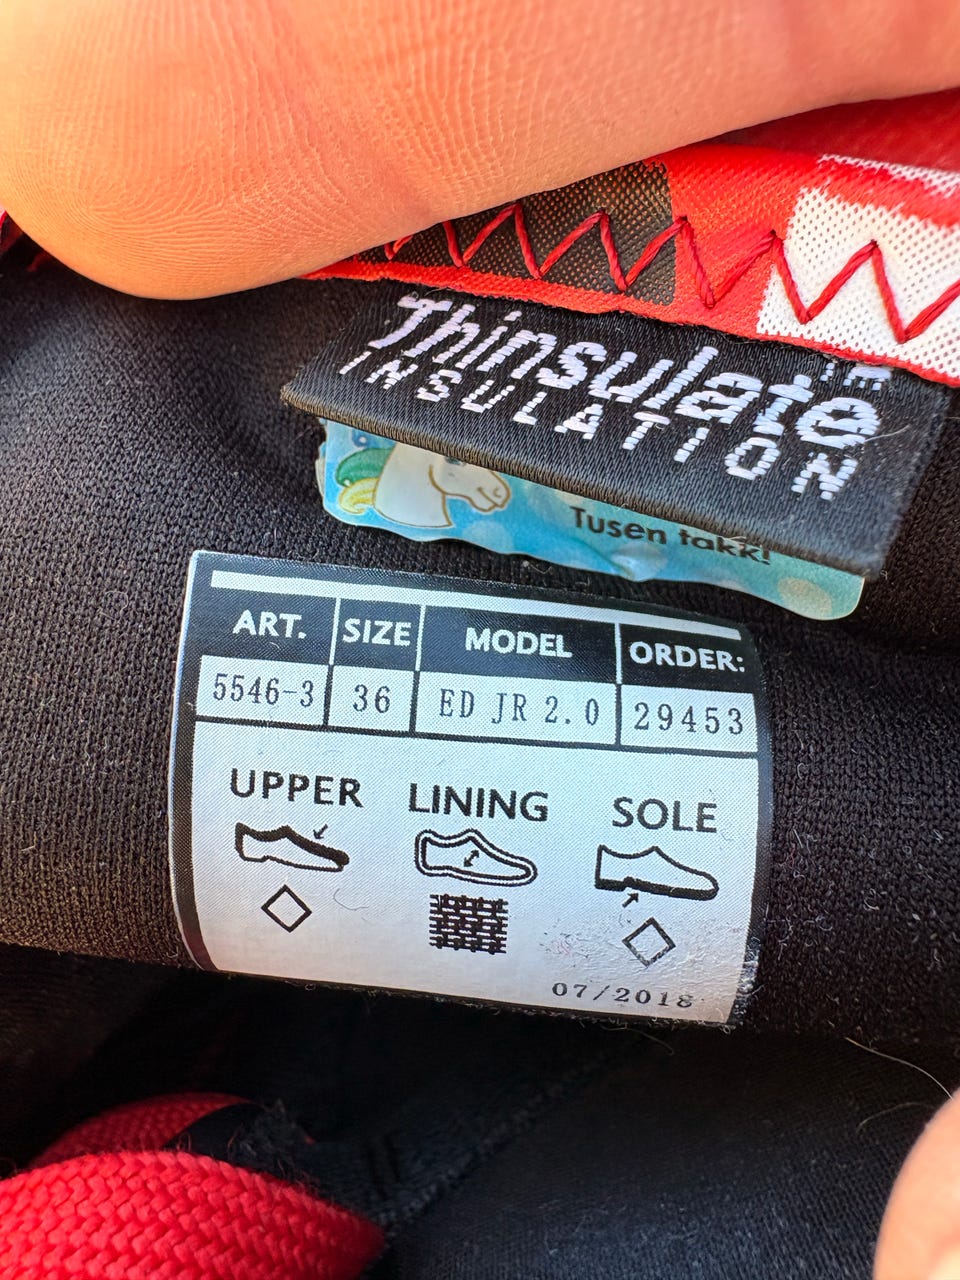 Thinsulate
INSULATION
Tusen takk!
ART. SIZE MODEL ORDER:
5546-3 36 ED JR 2.0 29453
UPPER LINING SOLE
07/2018